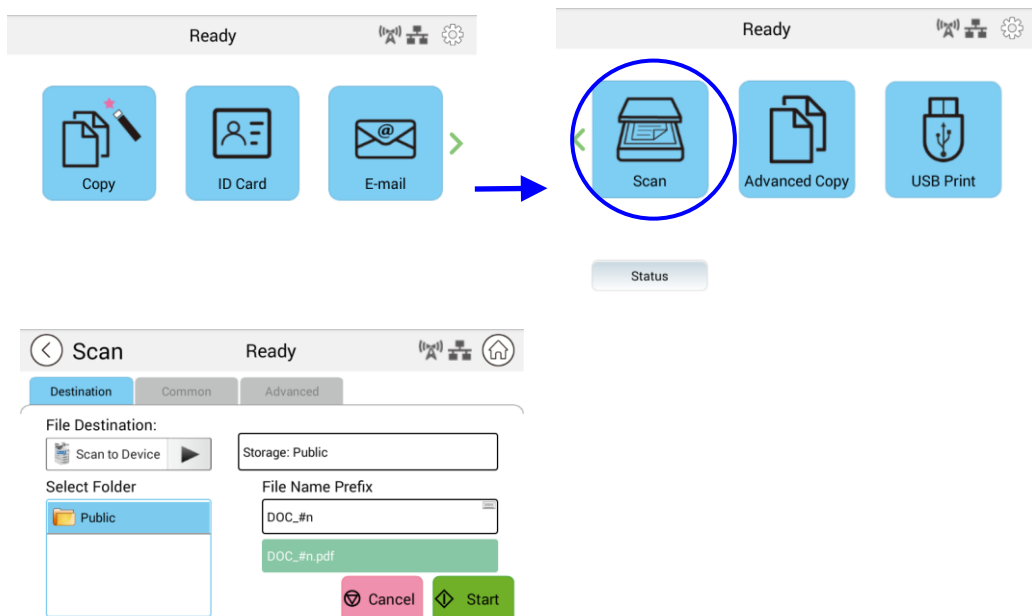 Ready
Copy
ID Card
@
E-mail
Ready
Scan
Advanced Copy
USB Print
Status
Scan
Ready
Destination
Common
Advanced
File Destination:
Scan to Device
Storage: Public
Select Folder
File Name Prefix
Public
DOC_#n
DOC_#n.pdf
Cancel
Start